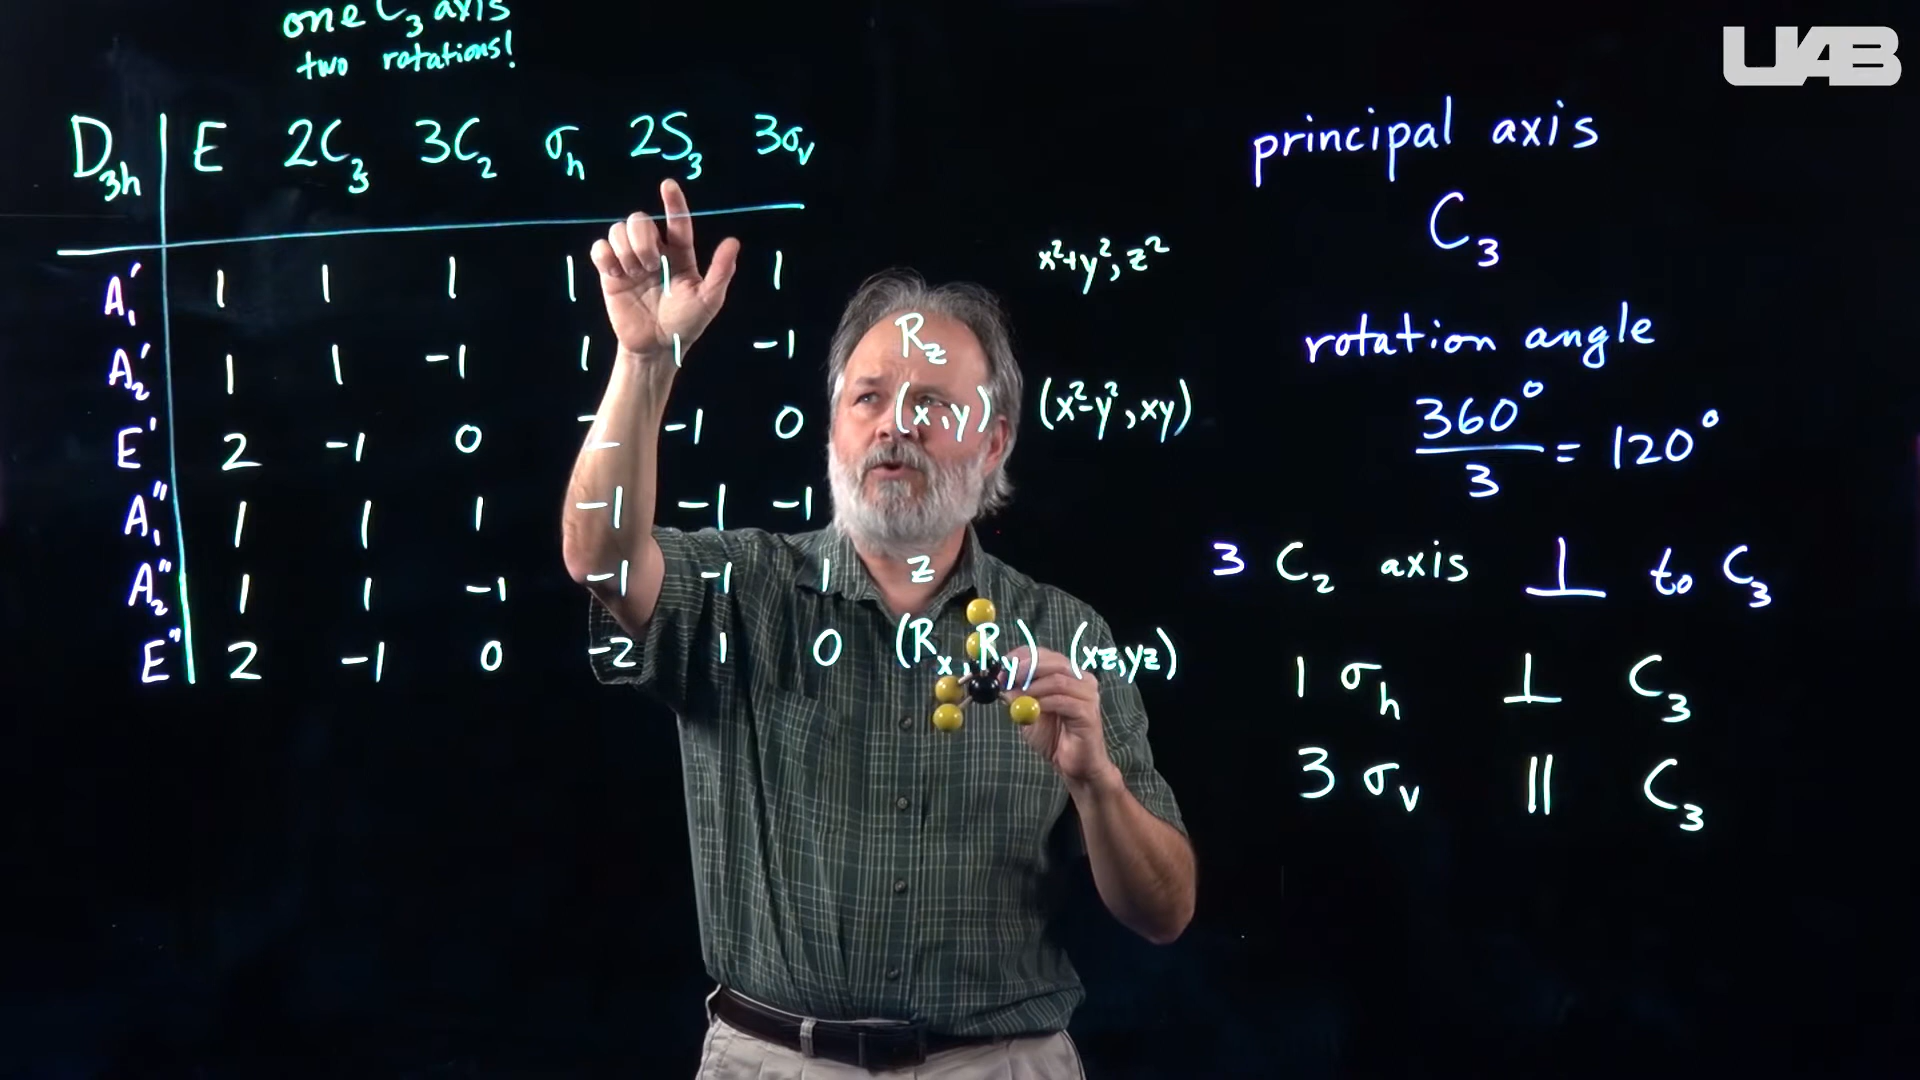 one C₃ axis
two rotations!
D₃ₕ E 2C₃ 3C₂ σₕ 2S₃ 3σᵥ
A₁′ 1 1 1 1 1 1 x²+y², z²
A₂′ 1 1 -1 1 1 -1 R_z
E′ 2 -1 0 2 -1 0 (x,y) (x²-y², xy)
A₁″ 1 1 1 -1 -1 -1
A₂″ 1 1 -1 -1 -1 1 z
E″ 2 -1 0 -2 1 0 (Rₓ, R_y) (xz, yz)
UAB
principal axis
C₃
rotation angle
360°/3 = 120°
3 C₂ axis ⊥ to C₃
1 σₕ ⊥ C₃
3 σᵥ || C₃